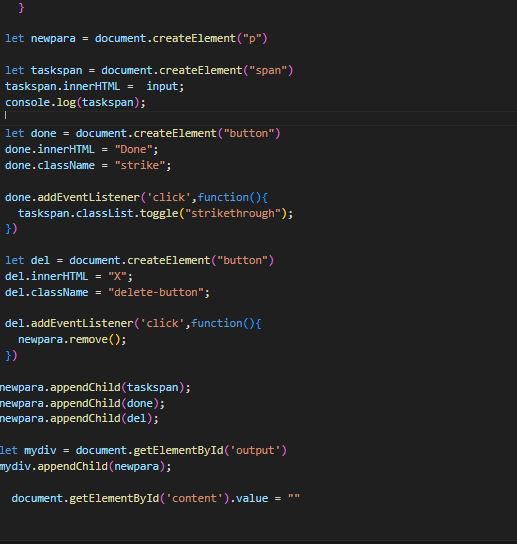 }
let newpara = document.createElement("p")
let taskspan = document.createElement("span")
taskspan.innerHTML =  input;
console.log(taskspan);
let done = document.createElement("button")
done.innerHTML = "Done";
done.className = "strike";
done.addEventListener('click',function(){
taskspan.classList.toggle("strikethrough");
})
let del = document.createElement("button")
del.innerHTML = "X";
del.className = "delete-button";
del.addEventListener('click',function(){
newpara.remove();
})
newpara.appendChild(taskspan);
newpara.appendChild(done);
newpara.appendChild(del);
let mydiv = document.getElementById('output')
mydiv.appendChild(newpara);
document.getElementById('content').value = ""